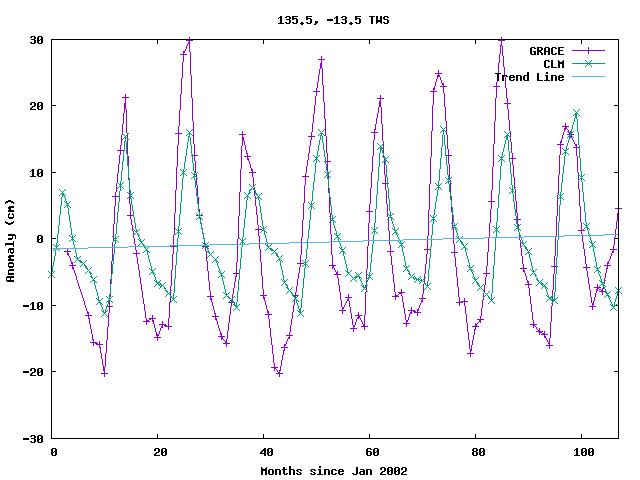 135.5, -13.5 TWS
30
20
10
0
-10
-20
-30
Anomaly (cm)
GRACE
CLM
Trend Line
0 20 40 60 80 100
Months since Jan 2002